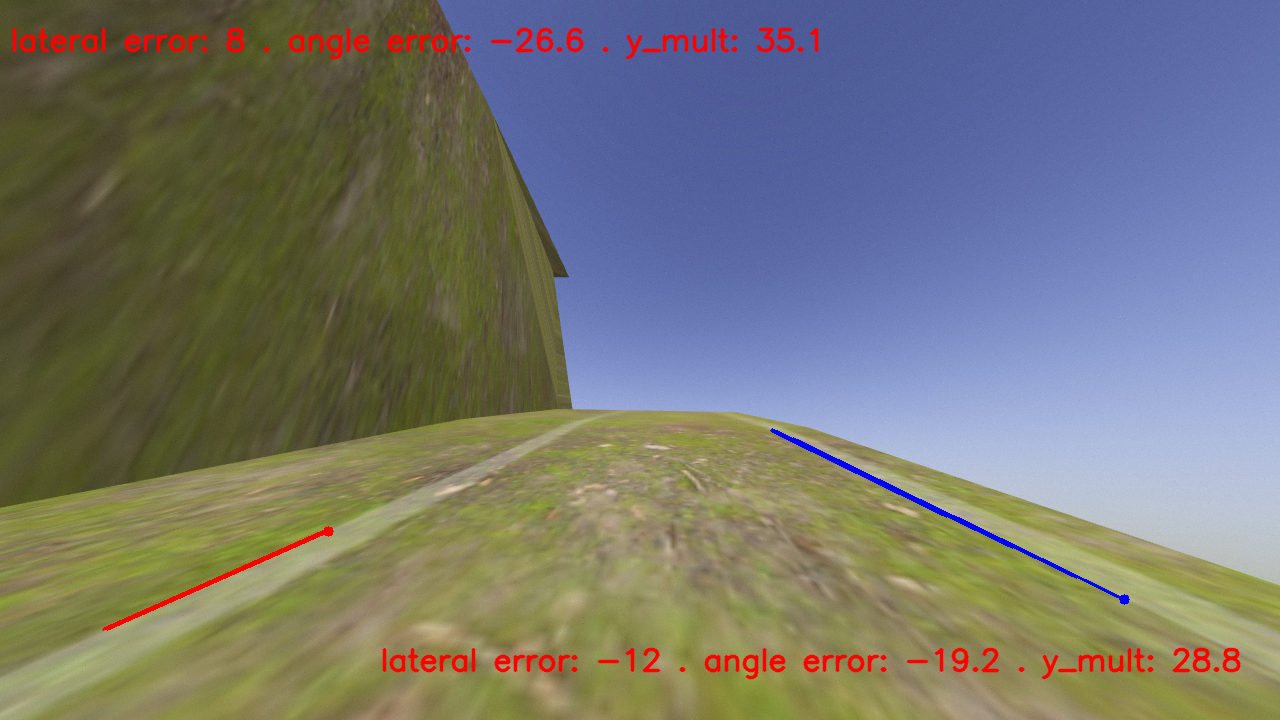 lateral error: 8 . angle error: -26.6 . y_mult: 35.1
lateral error: -12 . angle error: -19.2 . y_mult: 28.8